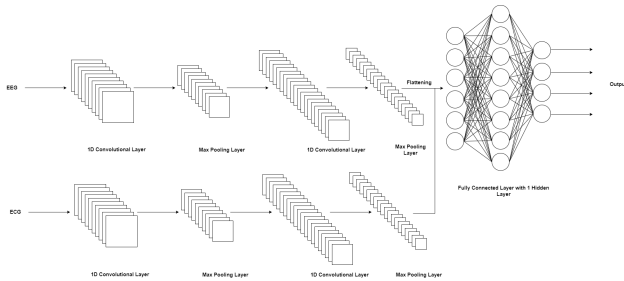 EEG
1D Convolutional Layer
Max Pooling Layer
1D Convolutional Layer
Max Pooling
Layer
Flattening
Fully Connected Layer with 1 Hidden
Layer
Outpu
ECG
1D Convolutional Layer
Max Pooling Layer
1D Convolutional Layer
Max Pooling Layer